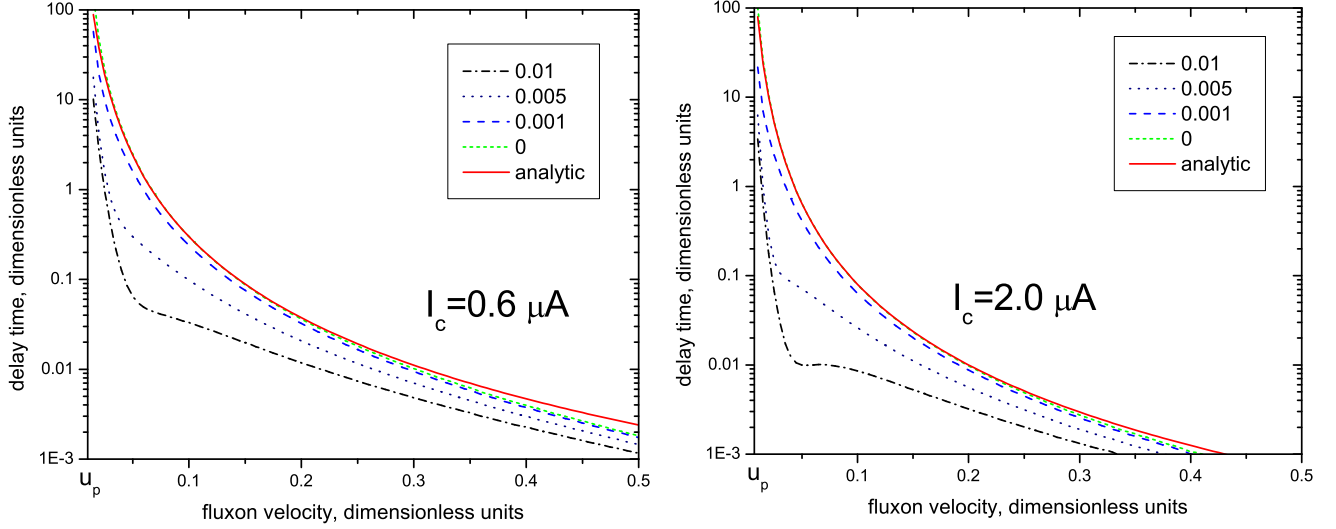 100
10
1
0.1
0.01
1E-3
delay time, dimensionless units
0.01
0.005
0.001
0
analytic
I_c=0.6 μA
u_p
0.1
0.2
0.3
0.4
0.5
fluxon velocity, dimensionless units
100
10
1
0.1
0.01
1E-3
delay time, dimensionless units
0.01
0.005
0.001
0
analytic
I_c=2.0 μA
u_p
0.1
0.2
0.3
0.4
0.5
fluxon velocity, dimensionless units